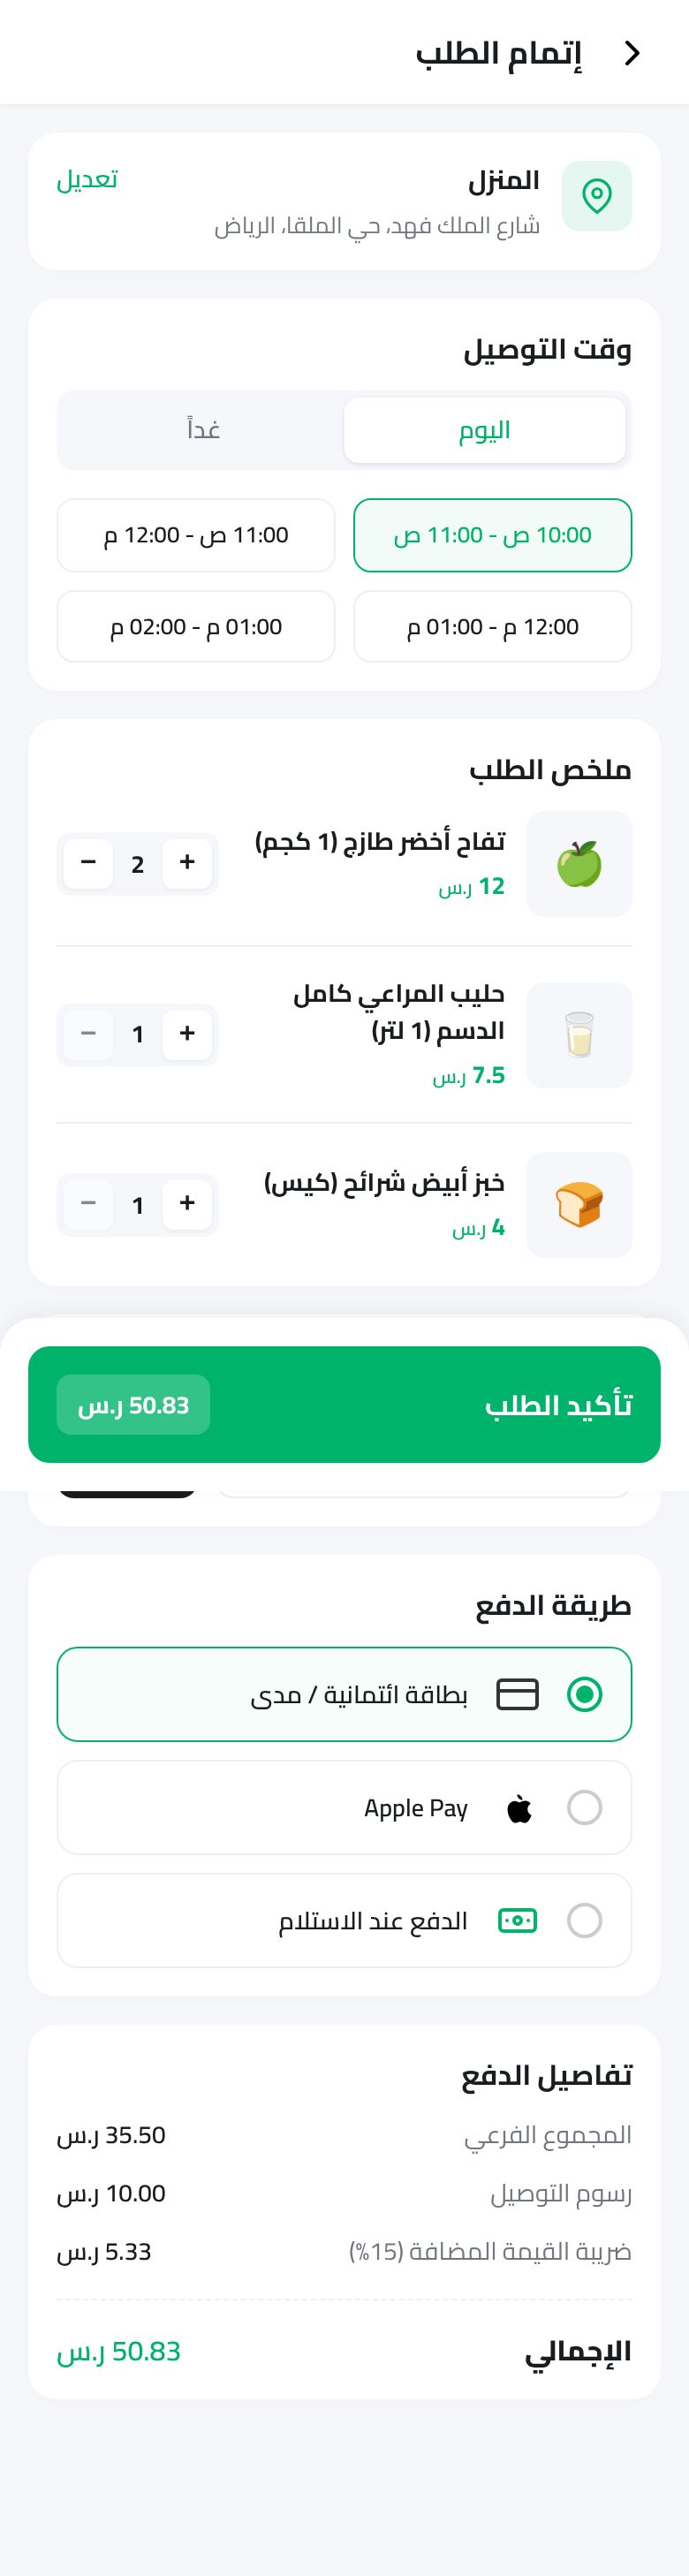 إتمام الطلب
المنزل
تعديل
شارع الملك فهد، حي الملقا، الرياض
وقت التوصيل
اليوم
غداً
10:00 ص - 11:00 ص
11:00 ص - 12:00 م
12:00 م - 01:00 م
01:00 م - 02:00 م
ملخص الطلب
تفاح أخضر طازج (1 كجم)
12 ر.س
+ 2 −
حليب المراعي كامل
الدسم (1 لتر)
7.5 ر.س
+ 1 −
خبز أبيض شرائح (كيس)
4 ر.س
+ 1 −
تأكيد الطلب
50.83 ر.س
طريقة الدفع
بطاقة ائتمانية / مدى
Apple Pay
الدفع عند الاستلام
تفاصيل الدفع
المجموع الفرعي
35.50 ر.س
رسوم التوصيل
10.00 ر.س
ضريبة القيمة المضافة (15%)
5.33 ر.س
الإجمالي
50.83 ر.س